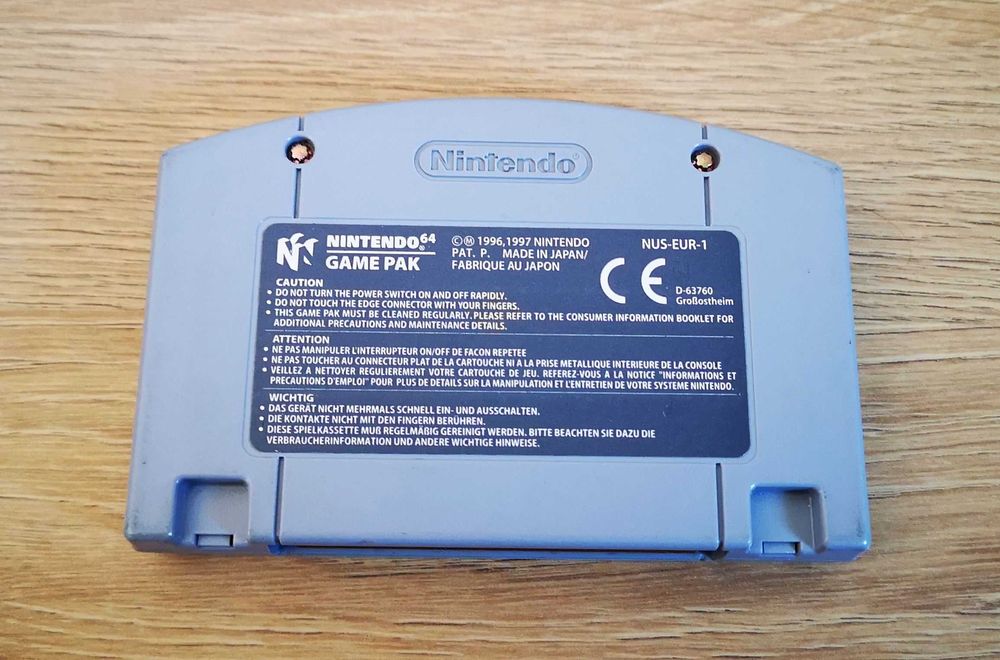 Nintendo®
NINTENDO®64
GAME PAK
©Ⓜ 1996,1997 NINTENDO
PAT. P. MADE IN JAPAN/
FABRIQUE AU JAPON
NUS-EUR-1
CE
D-63760
Großostheim
CAUTION
• DO NOT TURN THE POWER SWITCH ON AND OFF RAPIDLY.
• DO NOT TOUCH THE EDGE CONNECTOR WITH YOUR FINGERS.
• THIS GAME PAK MUST BE CLEANED REGULARLY. PLEASE REFER TO THE CONSUMER INFORMATION BOOKLET FOR
ADDITIONAL PRECAUTIONS AND MAINTENANCE DETAILS.
ATTENTION
• NE PAS MANIPULER L'INTERRUPTEUR ON/OFF DE FACON REPETEE
• NE PAS TOUCHER AU CONNECTEUR PLAT DE LA CARTOUCHE NI A LA PRISE METALLIQUE INTERIEURE DE LA CONSOLE
• VEILLEZ A NETTOYER REGULIEREMENT VOTRE CARTOUCHE DE JEU. REFEREZ-VOUS A LA NOTICE "INFORMATIONS ET
PRECAUTIONS D'EMPLOI" POUR PLUS DE DETAILS SUR LA MANIPULATION ET L'ENTRETIEN DE VOTRE SYSTEME NINTENDO.
WICHTIG
• DAS GERÄT NICHT MEHRMALS SCHNELL EIN- UND AUSSCHALTEN.
• DIE KONTAKTE NICHT MIT DEN FINGERN BERÜHREN.
• DIESE SPIELKASSETTE MUß REGELMÄßIG GEREINIGT WERDEN. BITTE BEACHTEN SIE DAZU DIE
VERBRAUCHERINFORMATION UND ANDERE WICHTIGE HINWEISE.